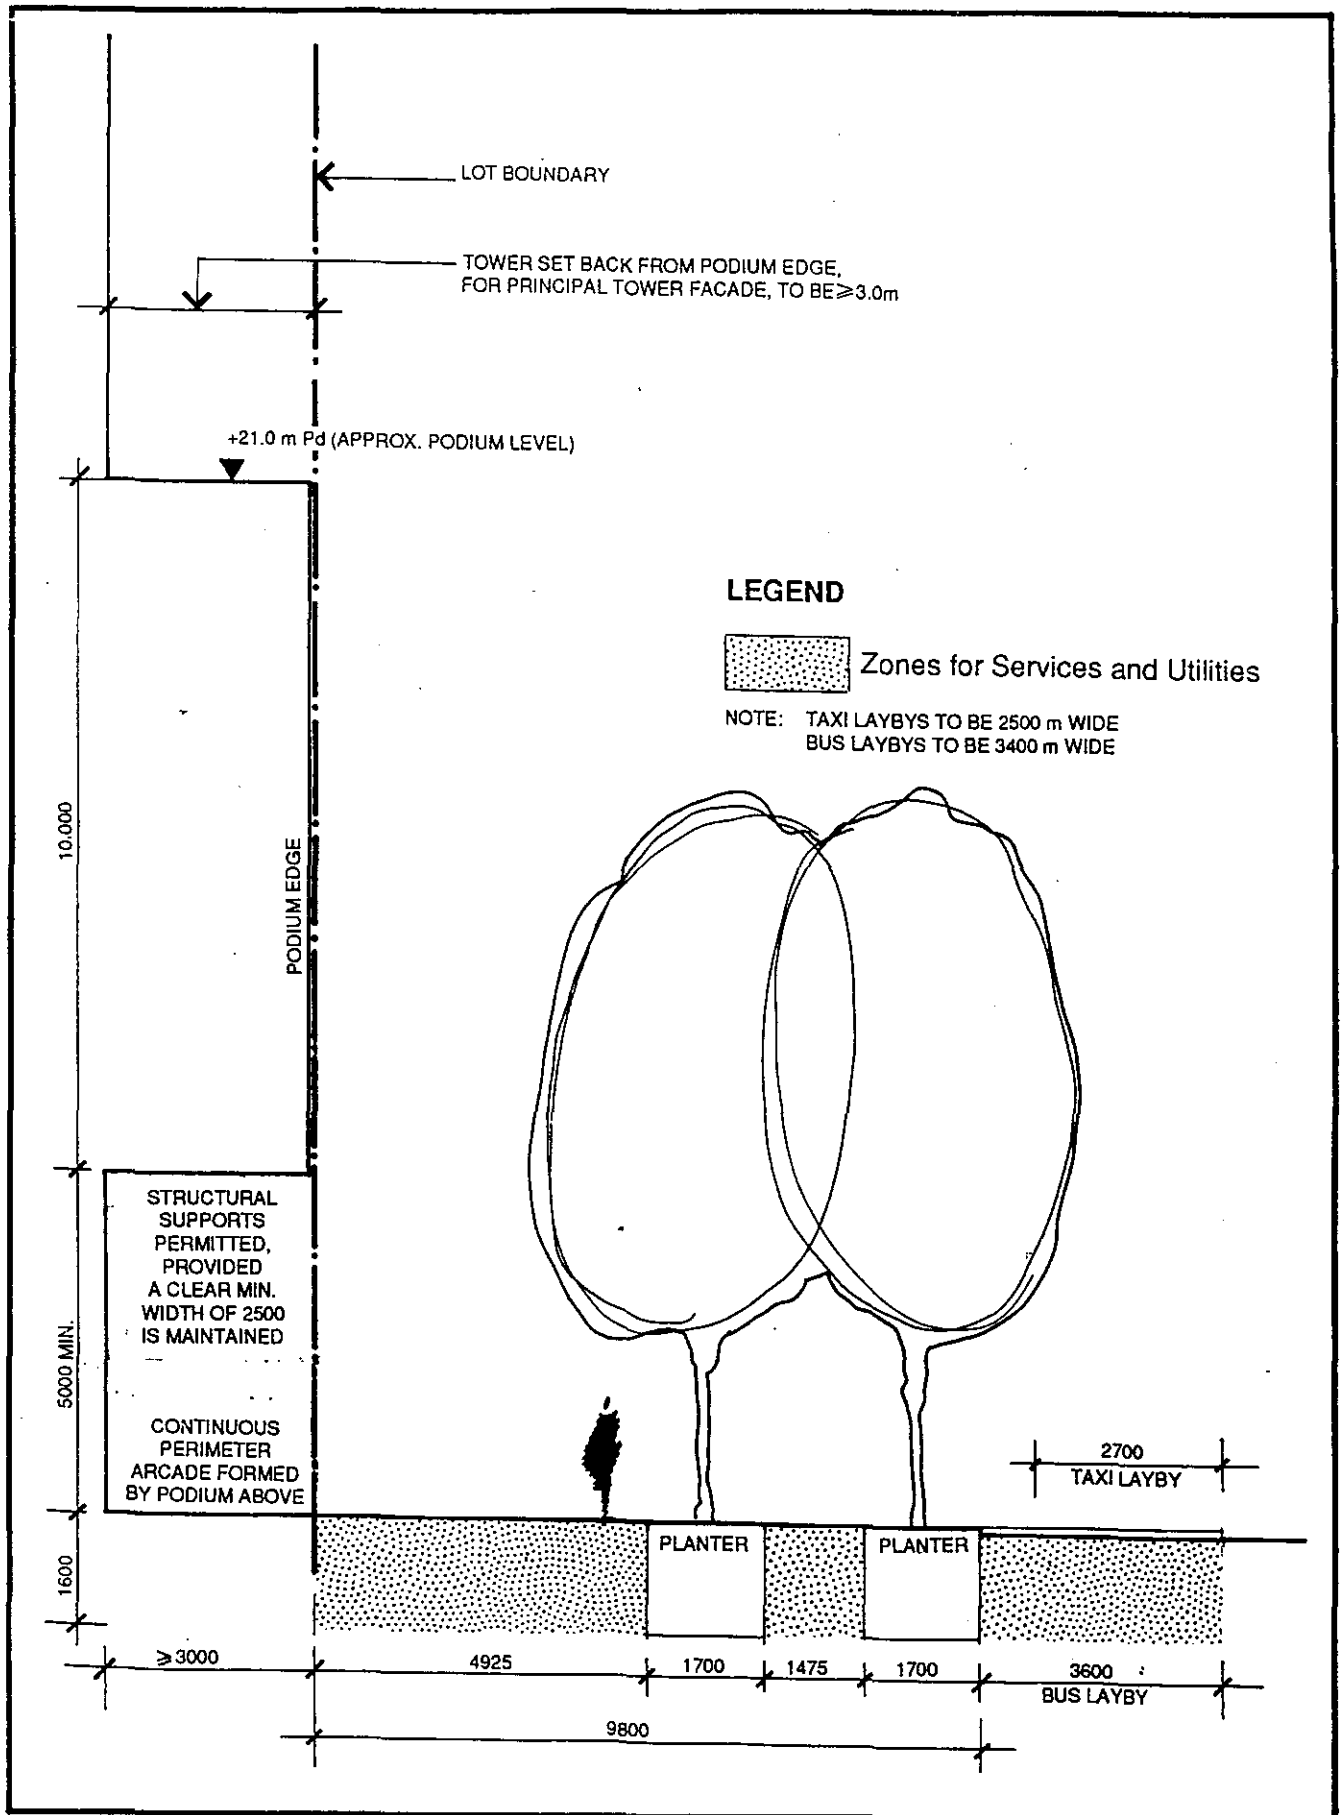 LOT BOUNDARY
TOWER SET BACK FROM PODIUM EDGE,
FOR PRINCIPAL TOWER FACADE, TO BE ≥3.0m
+21.0 m Pd (APPROX. PODIUM LEVEL)
LEGEND
Zones for Services and Utilities
NOTE: TAXI LAYBYS TO BE 2500 m WIDE
BUS LAYBYS TO BE 3400 m WIDE
10.000
PODIUM EDGE
STRUCTURAL
SUPPORTS
PERMITTED,
PROVIDED
A CLEAR MIN.
WIDTH OF 2500
IS MAINTAINED
5000 MIN.
CONTINUOUS
PERIMETER
ARCADE FORMED
BY PODIUM ABOVE
2700
TAXI LAYBY
PLANTER
PLANTER
1600
≥ 3000
4925
1700
1475
1700
3600
BUS LAYBY
9800